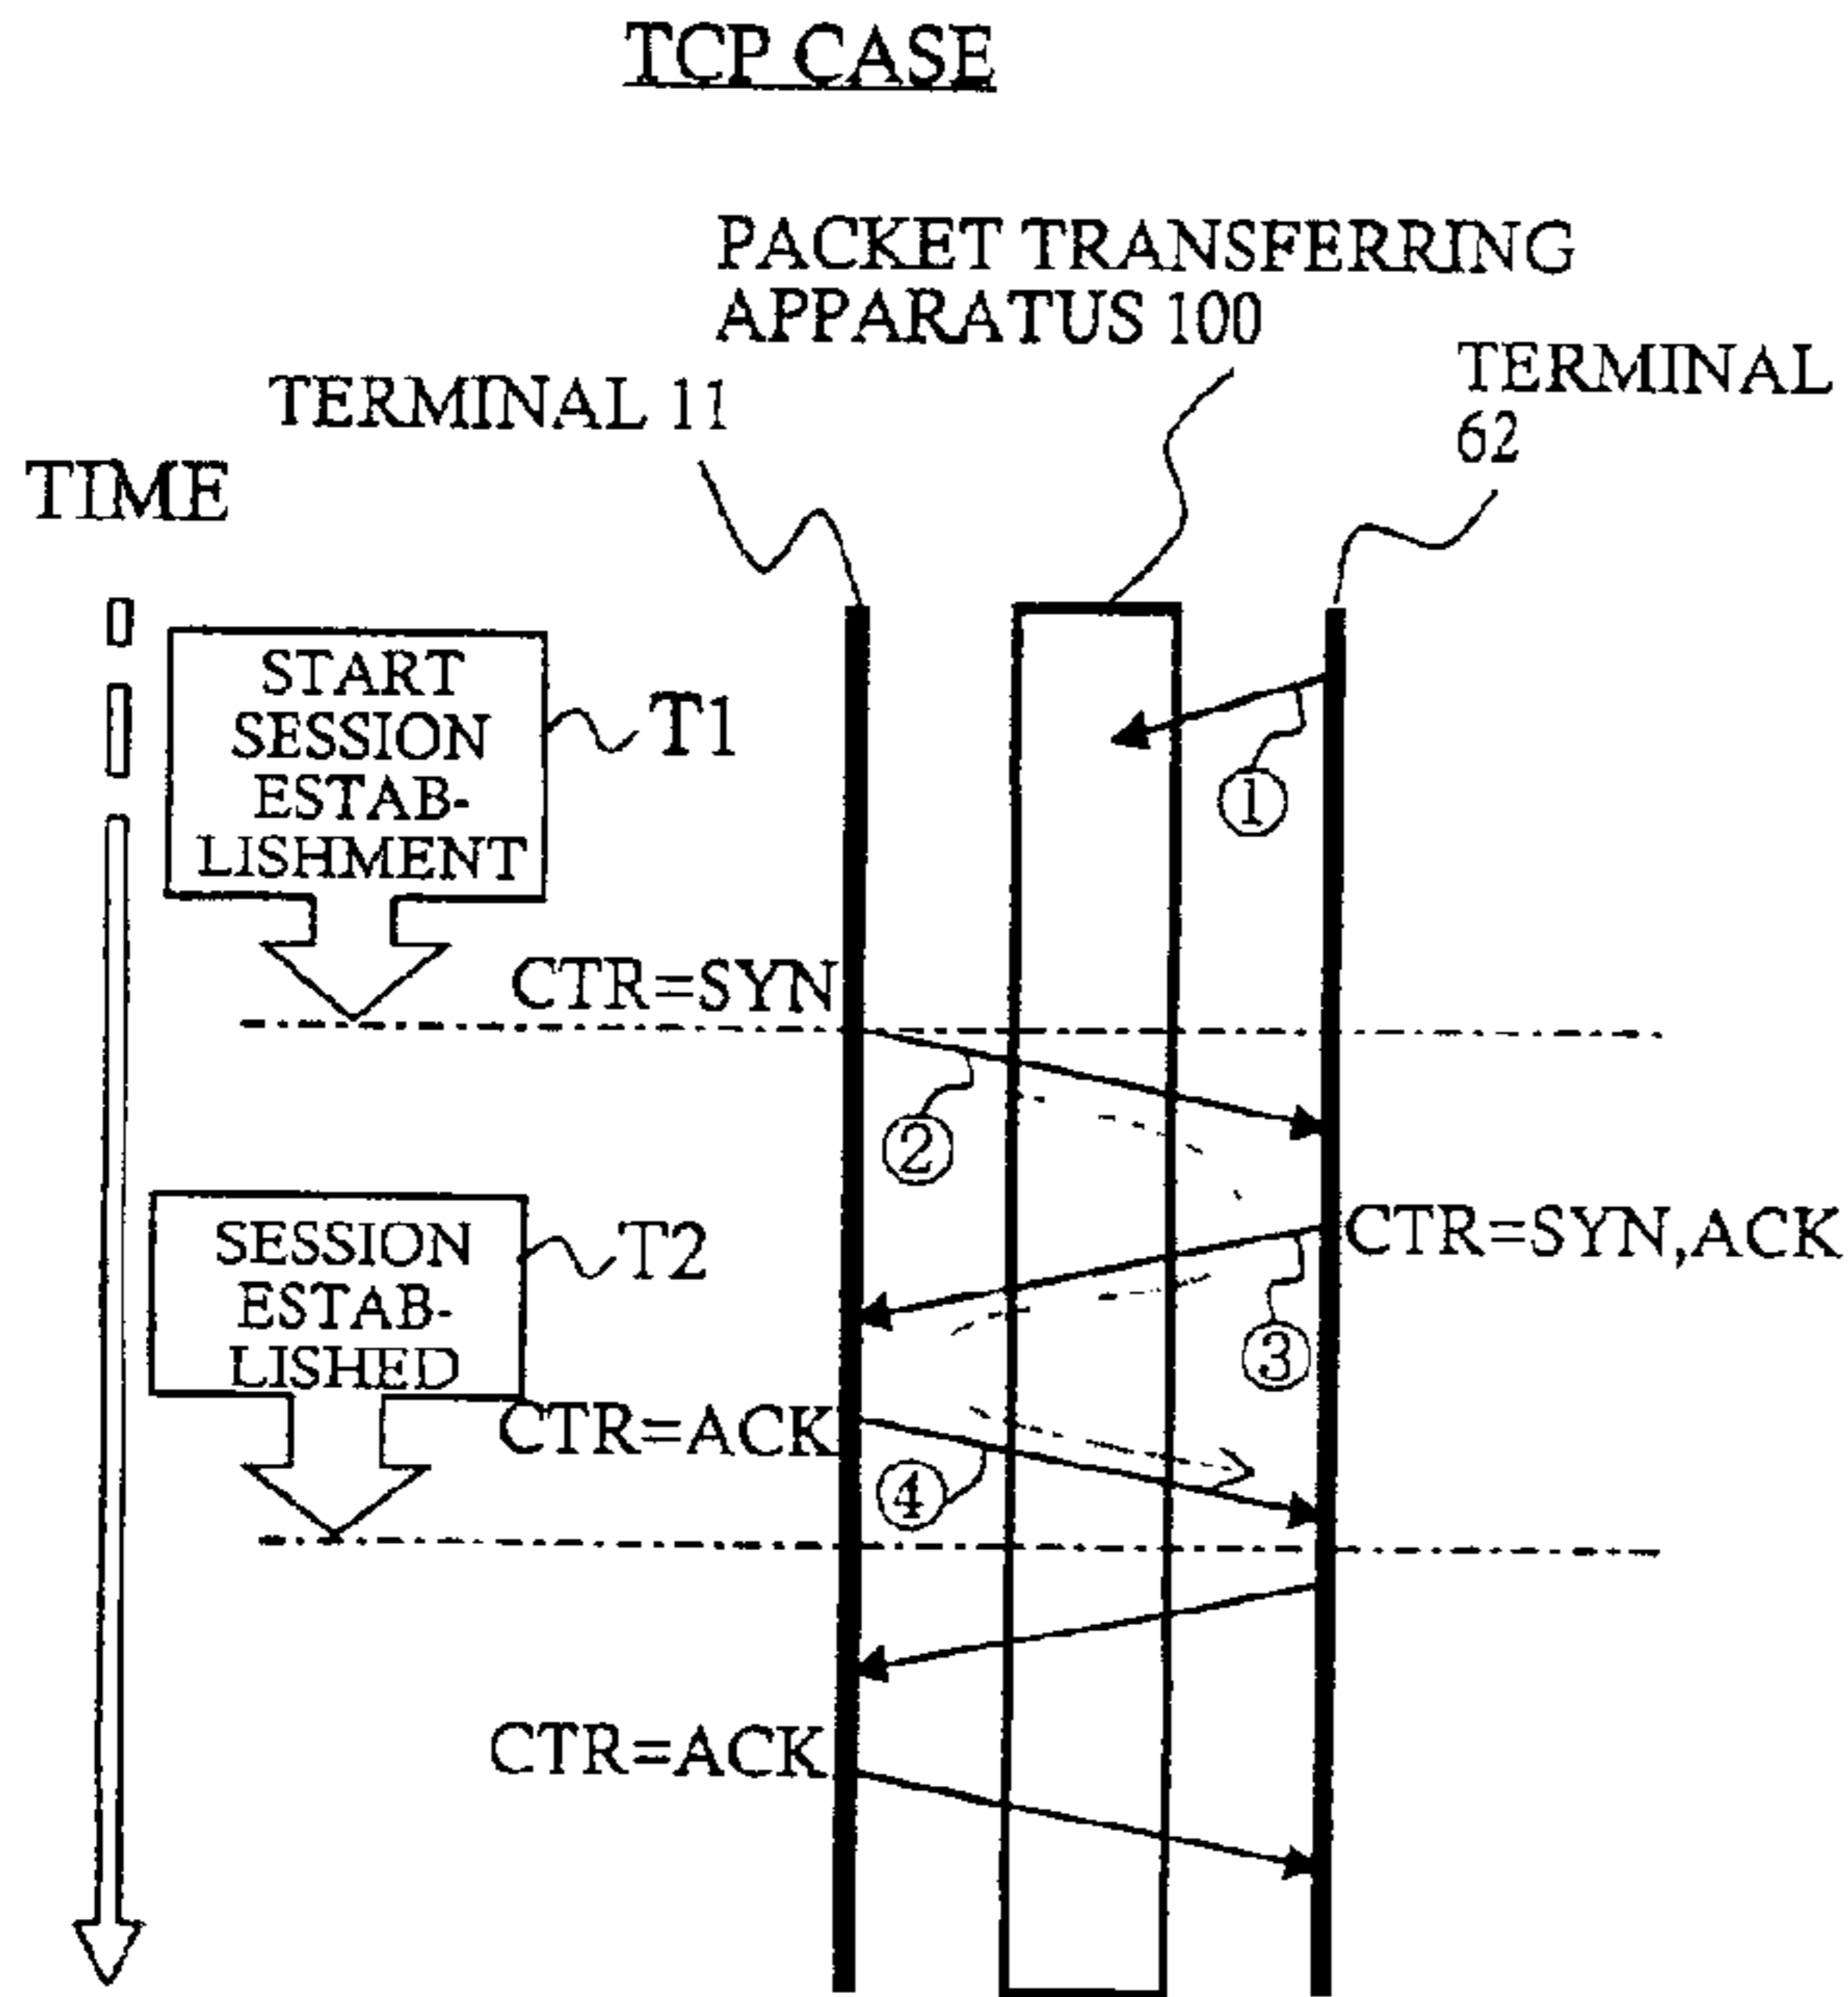 TCP CASE
PACKET TRANSFERRING
APPARATUS 100
TERMINAL 11
TERMINAL
62
TIME
START
SESSION
ESTAB-
LISHMENT
T1
①
CTR=SYN
②
SESSION
ESTAB-
LISHED
T2
CTR=SYN,ACK
③
CTR=ACK
④
CTR=ACK